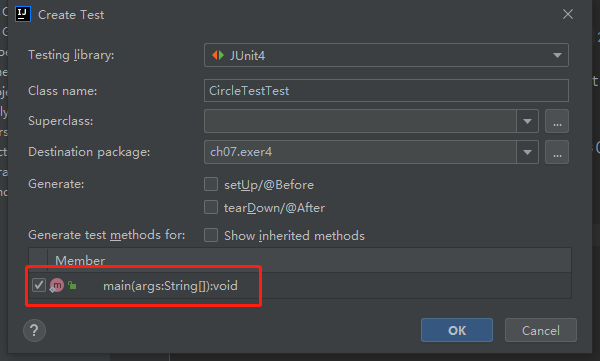 Create Test
Testing library:
JUnit4
Class name:
CircleTestTest
Superclass:
...
Destination package:
ch07.exer4
...
Generate:
setUp/@Before
tearDown/@After
Generate test methods for:
Show inherited methods
Member
m
main(args:String[]):void
?
OK
Cancel